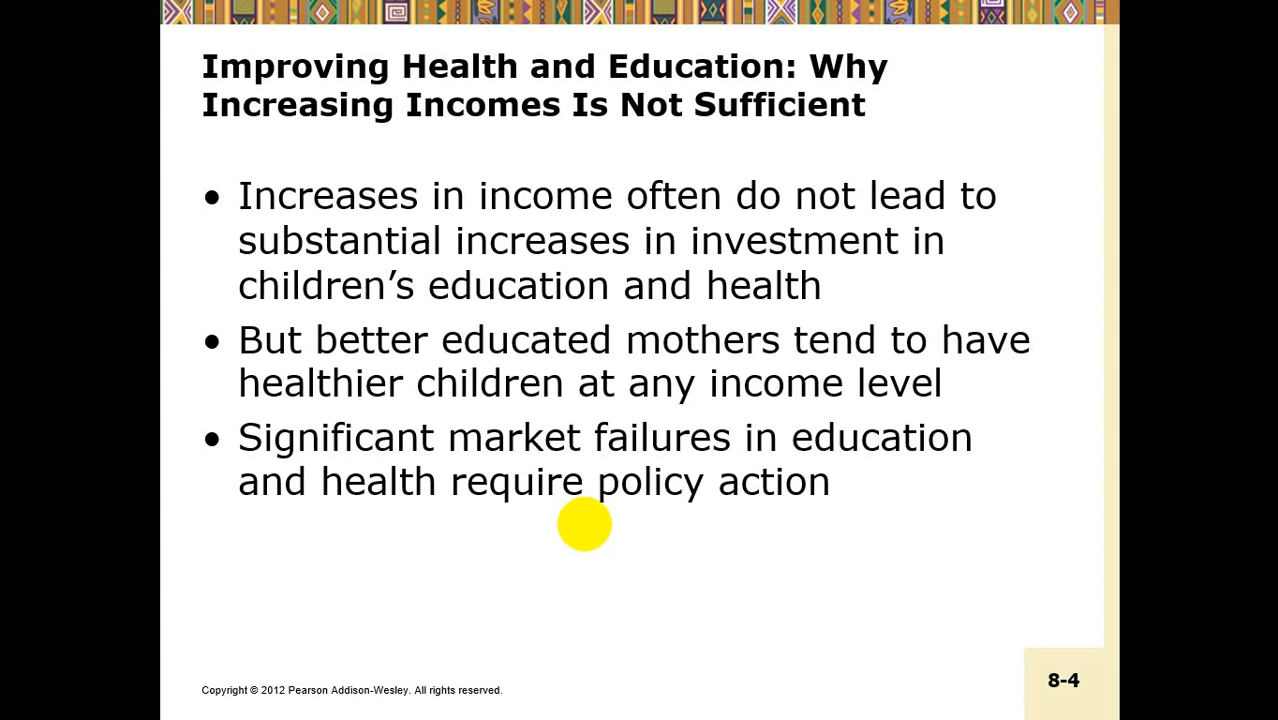 Improving Health and Education: Why
Increasing Incomes Is Not Sufficient
• Increases in income often do not lead to
substantial increases in investment in
children’s education and health
• But better educated mothers tend to have
healthier children at any income level
• Significant market failures in education
and health require policy action
Copyright © 2012 Pearson Addison-Wesley. All rights reserved.
8-4